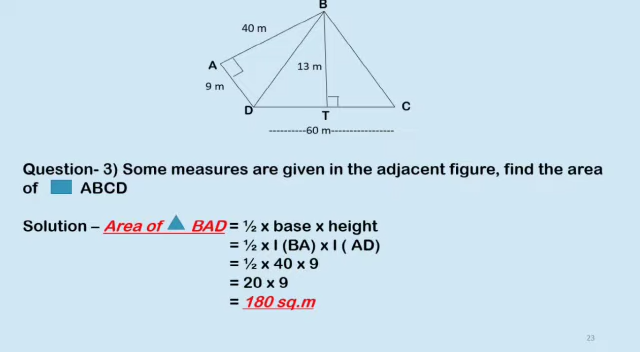 B
40 m
A
13 m
9 m
D
T
C
----------60 m-----------------
Question- 3) Some measures are given in the adjacent figure, find the area
of ABCD
Solution – Area of BAD = ½ x base x height
= ½ x l (BA) x l ( AD)
= ½ x 40 x 9
= 20 x 9
= 180 sq.m
23